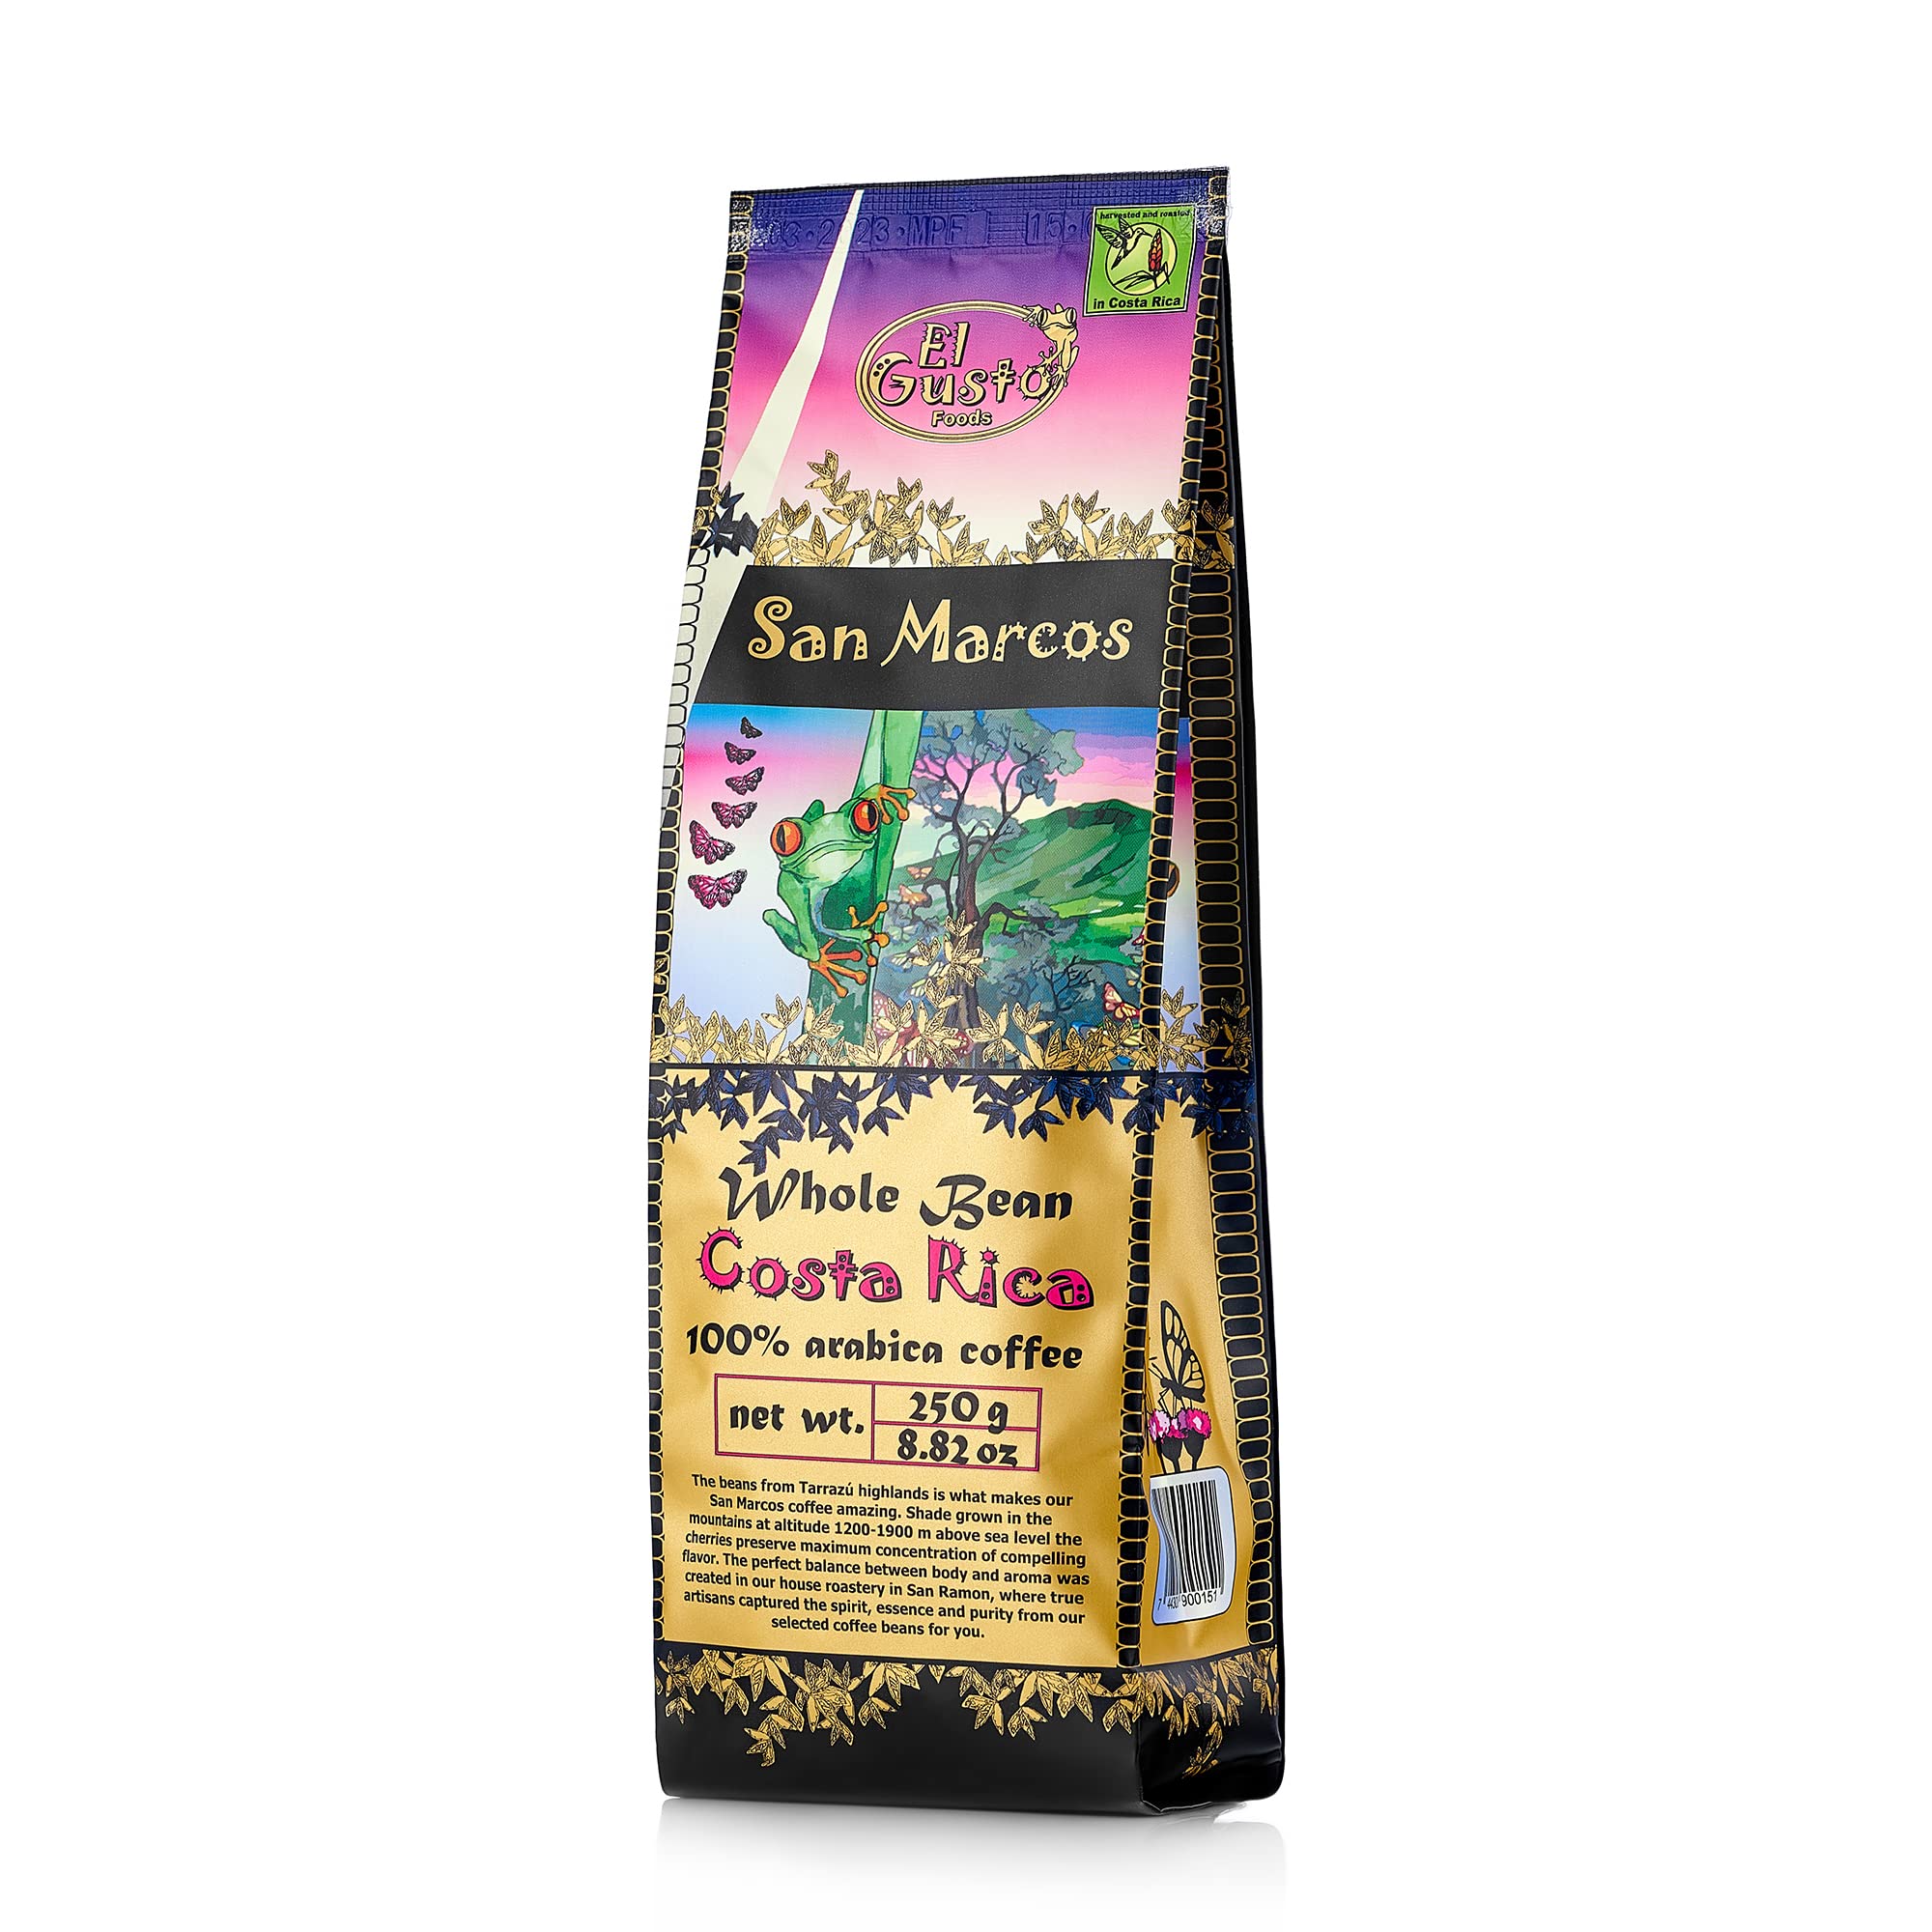 23·MPF
harvested and roasted
in Costa Rica
El
Gusto
Foods
San Marcos
Whole Bean
Costa Rica
100% arabica coffee
net wt.
250 g
8.82 oz
The beans from Tarrazú highlands is what makes our
San Marcos coffee amazing. Shade grown in the
mountains at altitude 1200-1900 m above sea level the
cherries preserve maximum concentration of compelling
flavor. The perfect balance between body and aroma was
created in our house roastery in San Ramon, where true
artisans captured the spirit, essence and purity from our
selected coffee beans for you.
900151